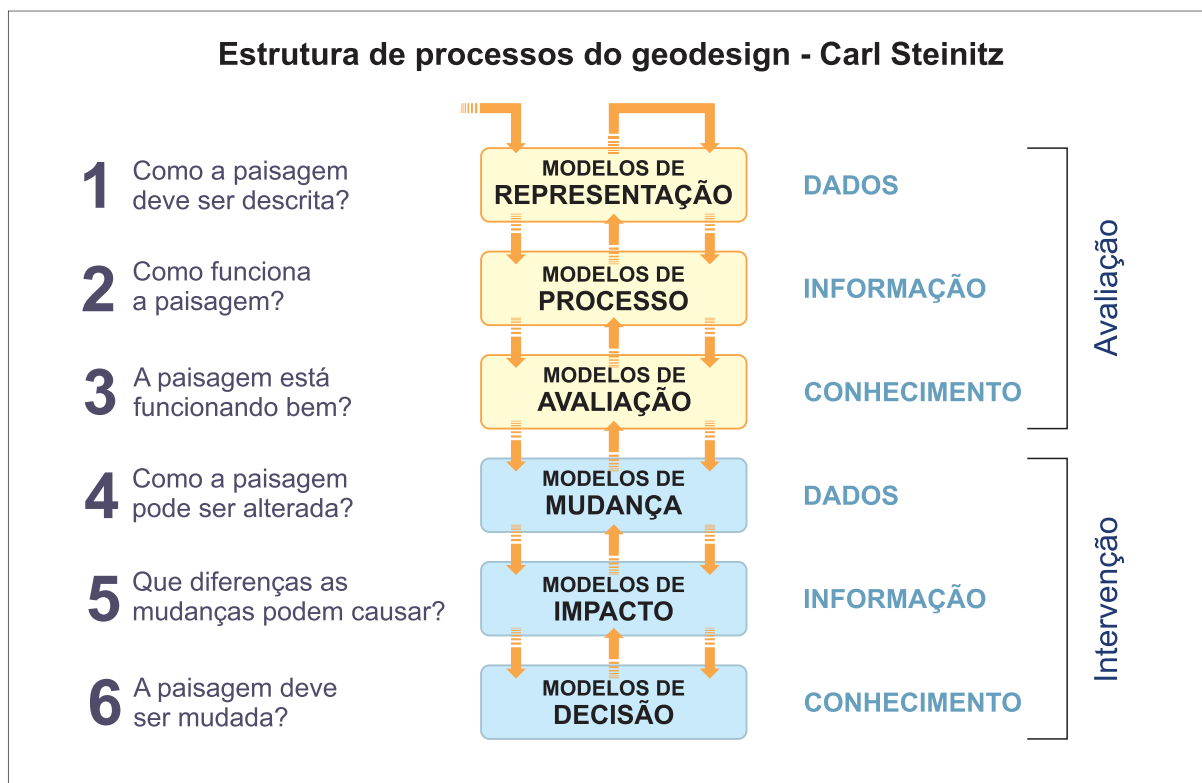 Estrutura de processos do geodesign - Carl Steinitz
1
Como a paisagem
deve ser descrita?
MODELOS DE
REPRESENTAÇÃO
DADOS
2
Como funciona
a paisagem?
MODELOS DE
PROCESSO
INFORMAÇÃO
3
A paisagem está
funcionando bem?
MODELOS DE
AVALIAÇÃO
CONHECIMENTO
Avaliação
4
Como a paisagem
pode ser alterada?
MODELOS DE
MUDANÇA
DADOS
5
Que diferenças as
mudanças podem causar?
MODELOS DE
IMPACTO
INFORMAÇÃO
6
A paisagem deve
ser mudada?
MODELOS DE
DECISÃO
CONHECIMENTO
Intervenção